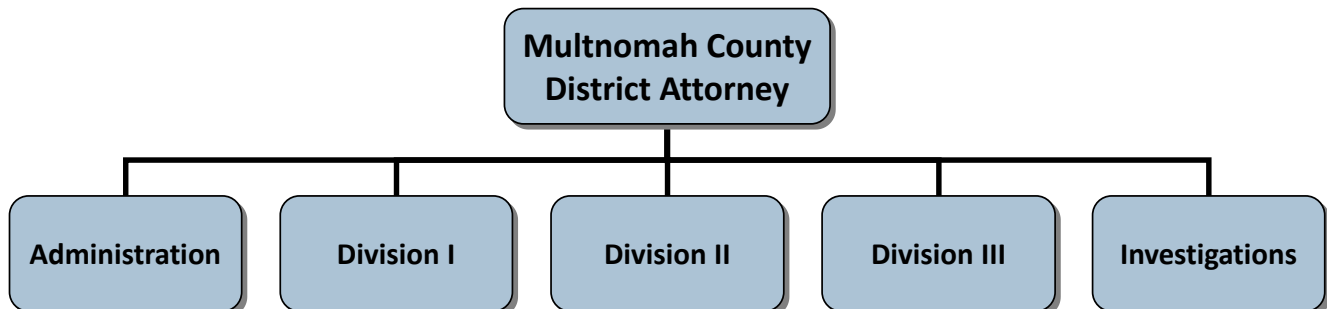 Multnomah County
District Attorney
Administration
Division I
Division II
Division III
Investigations